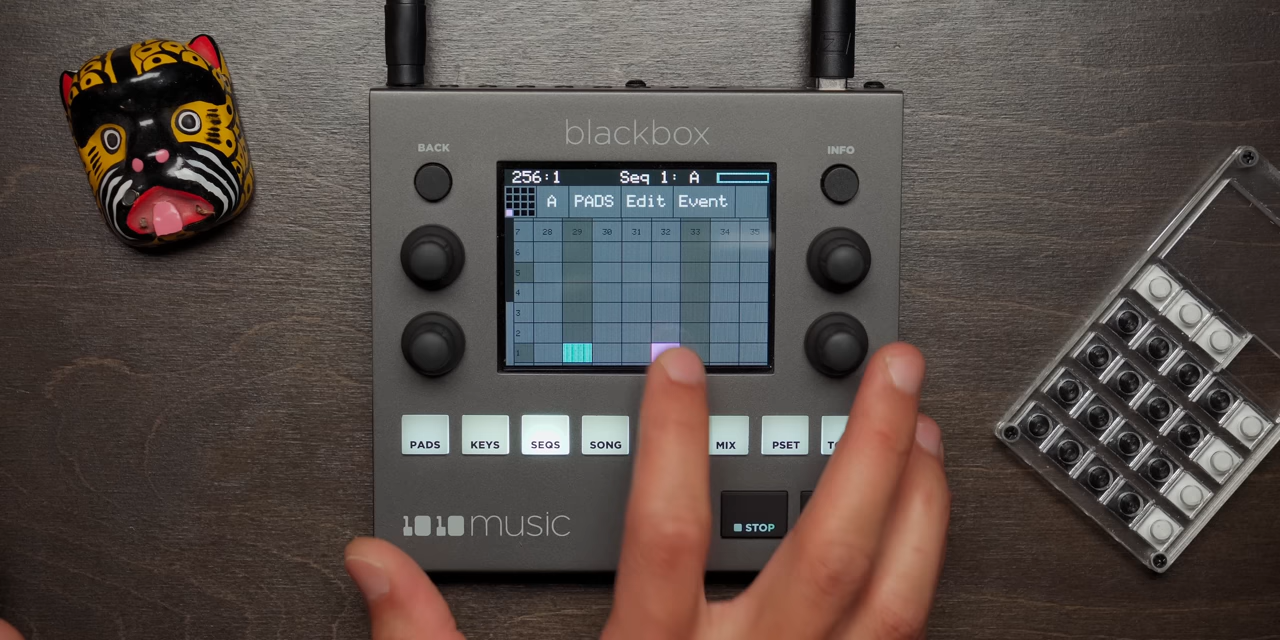 blackbox
BACK
INFO
256:1 Seq 1: A
A PADS Edit Event
7 28 29 30 31 32 33 34 35
6
5
4
3
2
1
PADS KEYS SEQS SONG MIX PSET
STOP
1010music